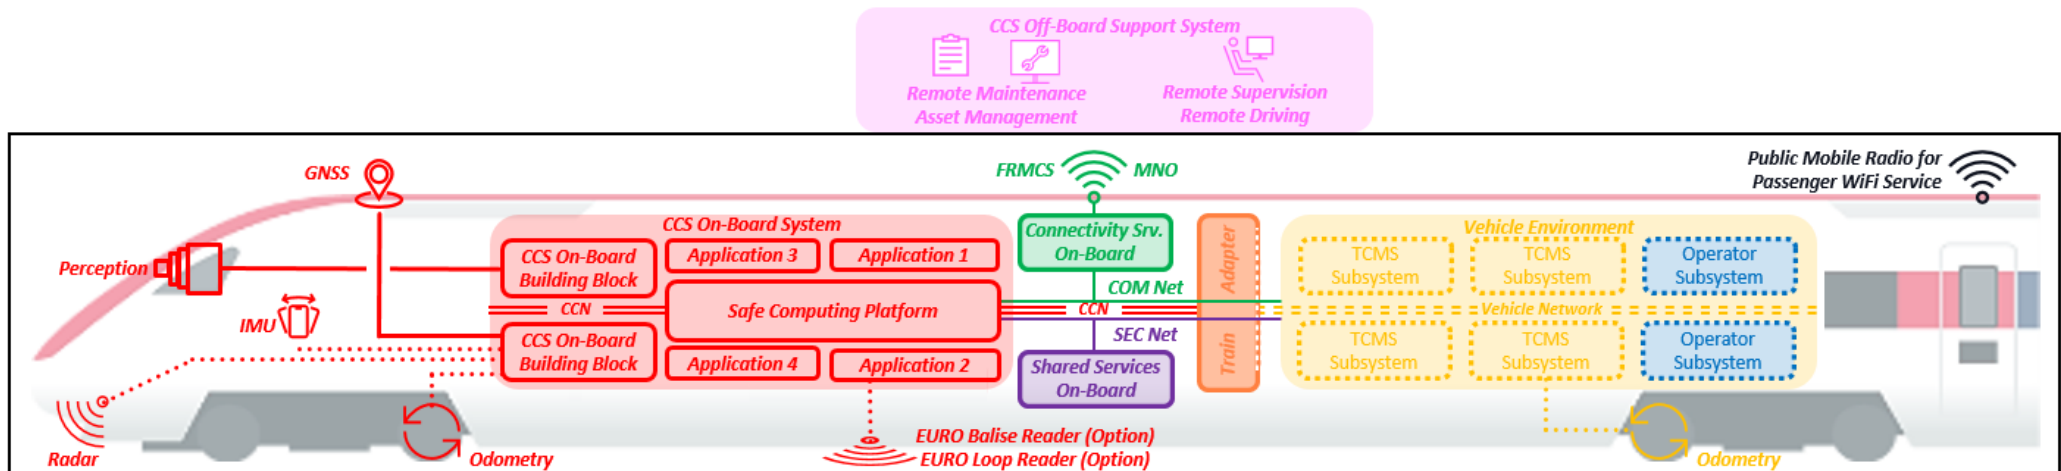 CCS Off-Board Support System
Remote Maintenance
Asset Management
Remote Supervision
Remote Driving
GNSS
FRMCS
MNO
Public Mobile Radio for
Passenger WiFi Service
Perception
IMU
Radar
Odometry
CCS On-Board System
CCS On-Board
Building Block
Application 3
Application 1
CCN
Safe Computing Platform
CCS On-Board
Building Block
Application 4
Application 2
EURO Balise Reader (Option)
EURO Loop Reader (Option)
Connectivity Srv.
On-Board
COM Net
CCN
SEC Net
Shared Services
On-Board
Train Adapter
Vehicle Environment
TCMS
Subsystem
TCMS
Subsystem
Operator
Subsystem
Vehicle Network
TCMS
Subsystem
TCMS
Subsystem
Operator
Subsystem
Odometry